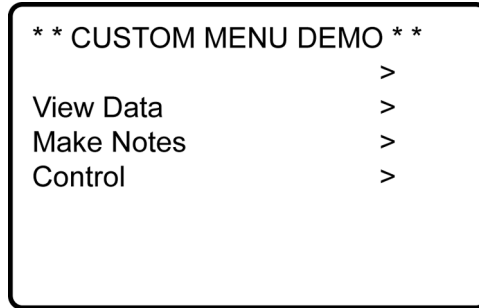 * * CUSTOM MENU DEMO * *
>
View Data >
Make Notes >
Control >